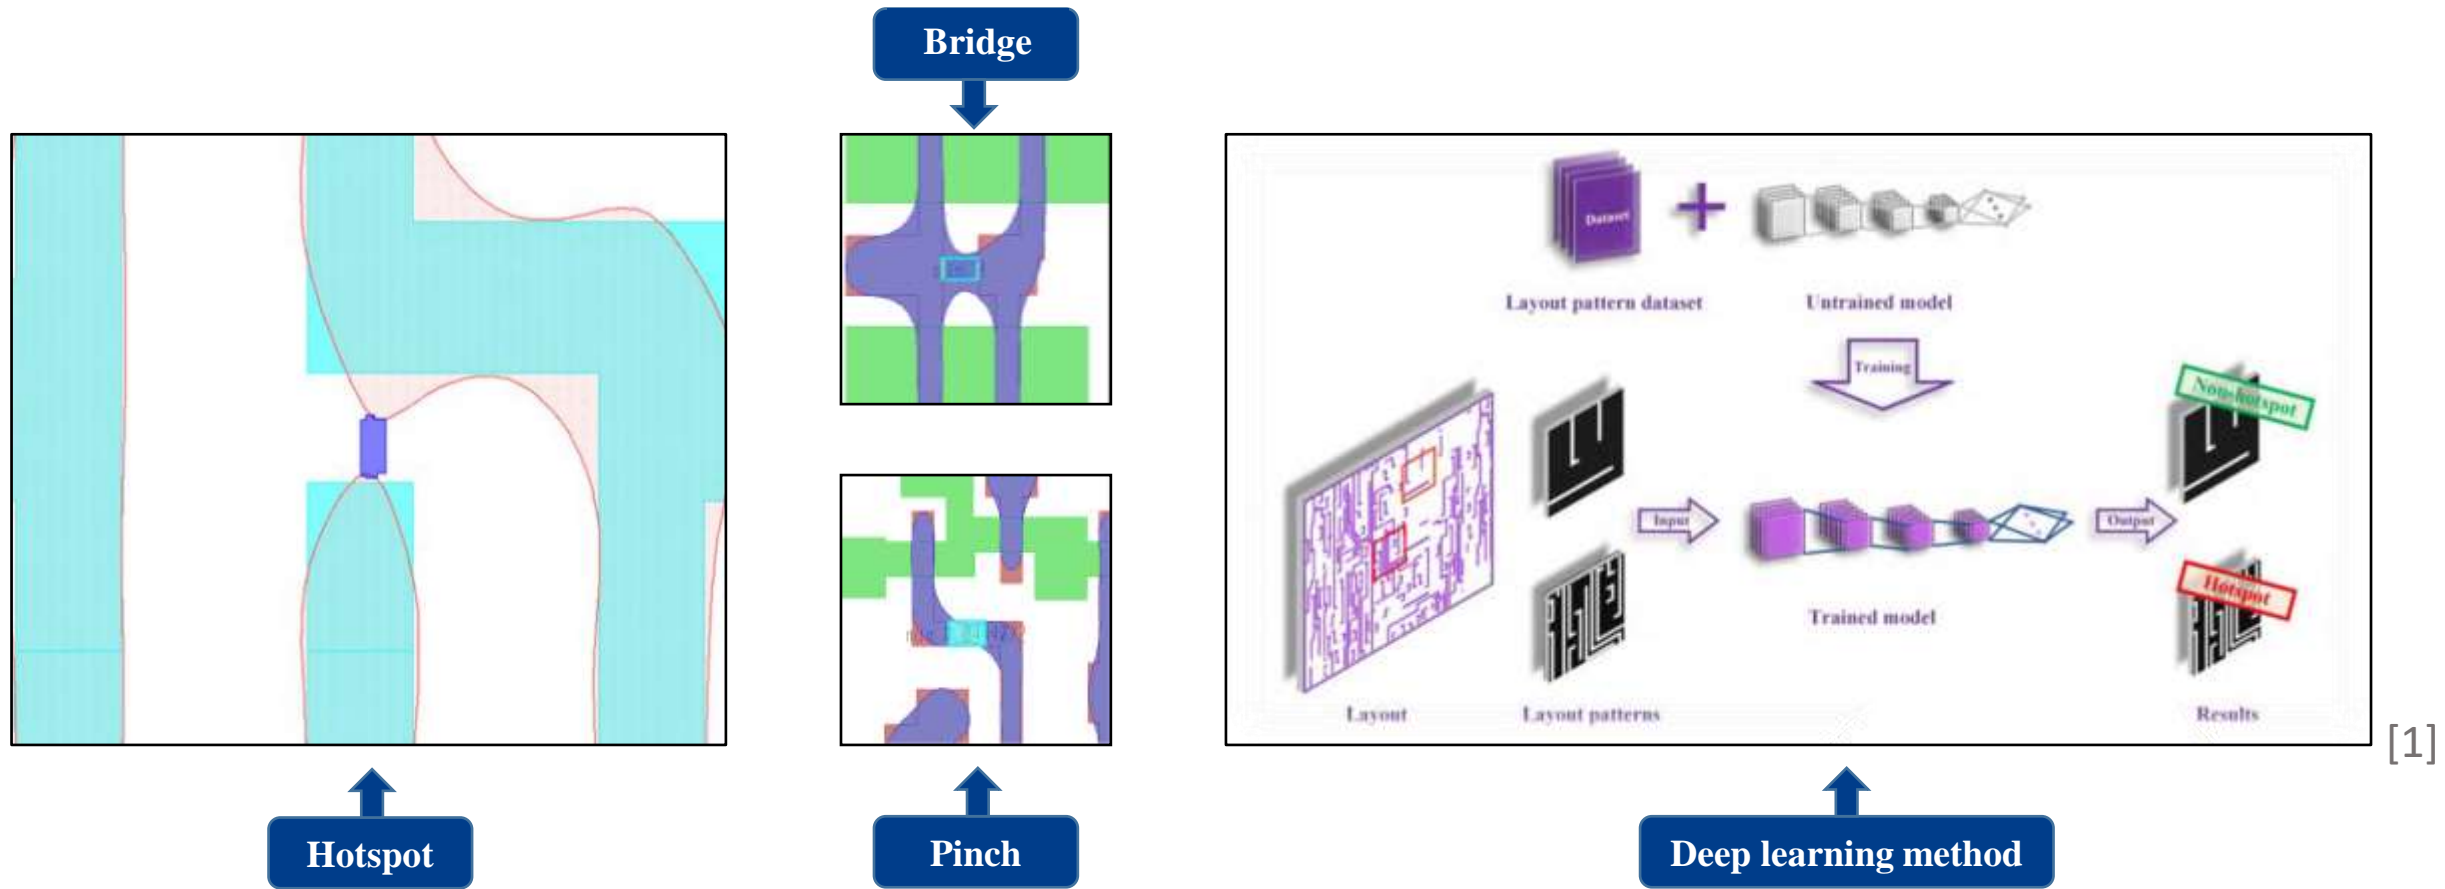 Bridge
Dataset
Layout pattern dataset
Untrained model
Training
Non-hotspot
Input
Output
Hotspot
Trained model
Layout
Layout patterns
Results
[1]
Hotspot
Pinch
Deep learning method